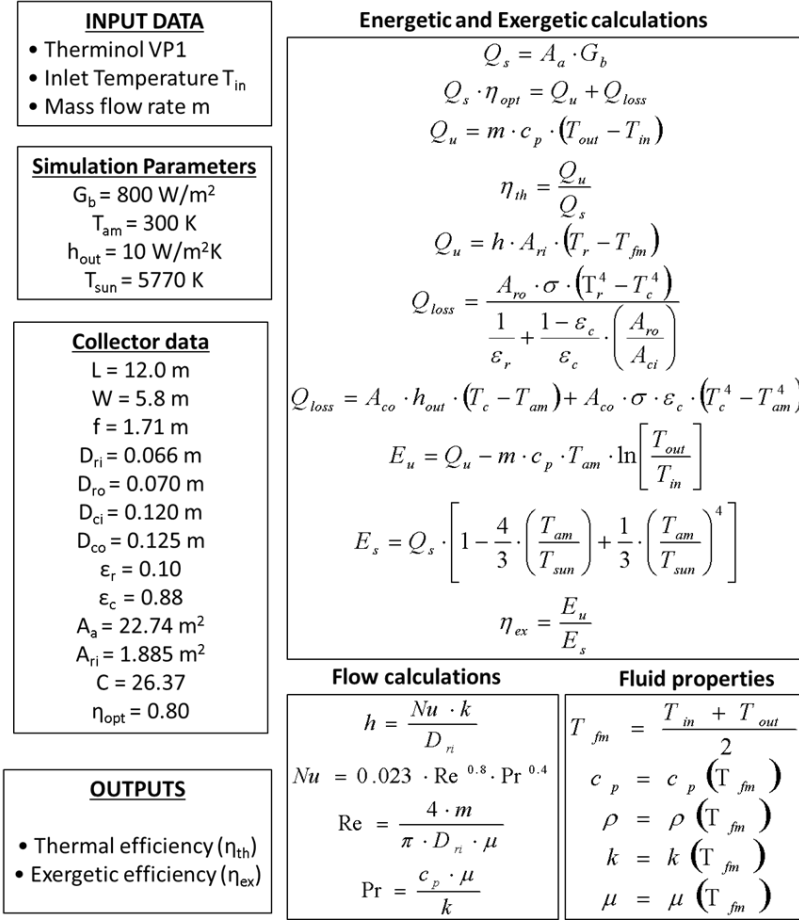 INPUT DATA
• Therminol VP1
• Inlet Temperature T_in
• Mass flow rate m
Simulation Parameters
G_b = 800 W/m²
T_am = 300 K
h_out = 10 W/m²K
T_sun = 5770 K
Collector data
L = 12.0 m
W = 5.8 m
f = 1.71 m
D_ri = 0.066 m
D_ro = 0.070 m
D_ci = 0.120 m
D_co = 0.125 m
ε_r = 0.10
ε_c = 0.88
A_a = 22.74 m²
A_ri = 1.885 m²
C = 26.37
η_opt = 0.80
OUTPUTS
• Thermal efficiency (η_th)
• Exergetic efficiency (η_ex)
Energetic and Exergetic calculations
Q_s = A_a · G_b
Q_s · η_opt = Q_u + Q_loss
Q_u = m · c_p · (T_out − T_in)
η_th = Q_u / Q_s
Q_u = h · A_ri · (T_r − T_fm)
Q_loss = A_ro · σ · (T_r^4 − T_c^4) / (1/ε_r + (1 − ε_c)/ε_c · (A_ro/A_ci))
Q_loss = A_co · h_out · (T_c − T_am) + A_co · σ · ε_c · (T_c^4 − T_am^4)
E_u = Q_u − m · c_p · T_am · ln[T_out / T_in]
E_s = Q_s · [1 − 4/3 · (T_am / T_sun) + 1/3 · (T_am / T_sun)^4]
η_ex = E_u / E_s
Flow calculations
h = Nu · k / D_ri
Nu = 0.023 · Re^0.8 · Pr^0.4
Re = 4 · m / (π · D_ri · μ)
Pr = c_p · μ / k
Fluid properties
T_fm = (T_in + T_out) / 2
c_p = c_p (T_fm)
ρ = ρ (T_fm)
k = k (T_fm)
μ = μ (T_fm)